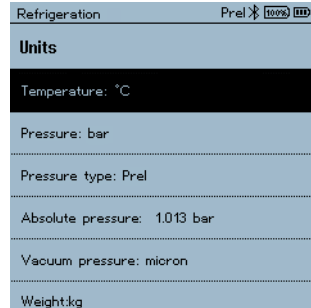 Refrigeration Prel 100%
Units
Temperature: °C
Pressure: bar
Pressure type: Prel
Absolute pressure: 1.013 bar
Vacuum pressure: micron
Weight:kg